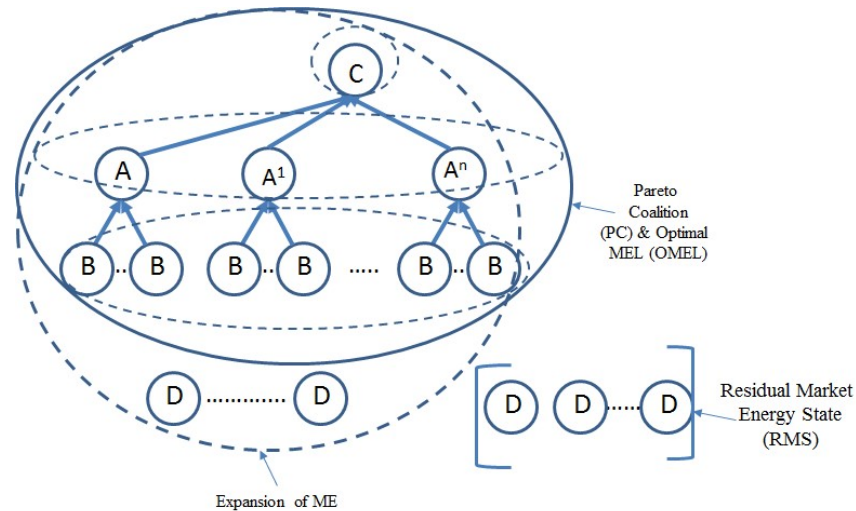 C
A A¹ Aⁿ
B .. B B .. B ..... B .. B
Pareto
Coalition
(PC) & Optimal
MEL (OMEL)
D ............. D
D D ...... D
Residual Market
Energy State
(RMS)
Expansion of ME